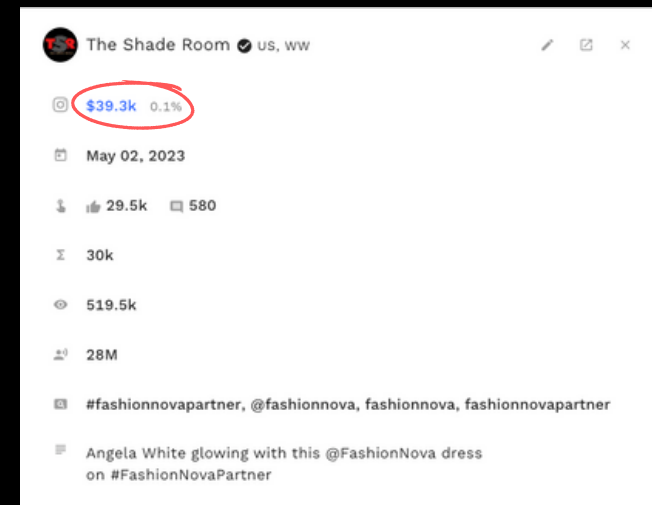 TSR The Shade Room US, WW
$39.3k 0.1%
May 02, 2023
29.5k 580
Σ 30k
519.5k
28M
#fashionnovapartner, @fashionnova, fashionnova, fashionnovapartner
Angela White glowing with this @FashionNova dress
on #FashionNovaPartner